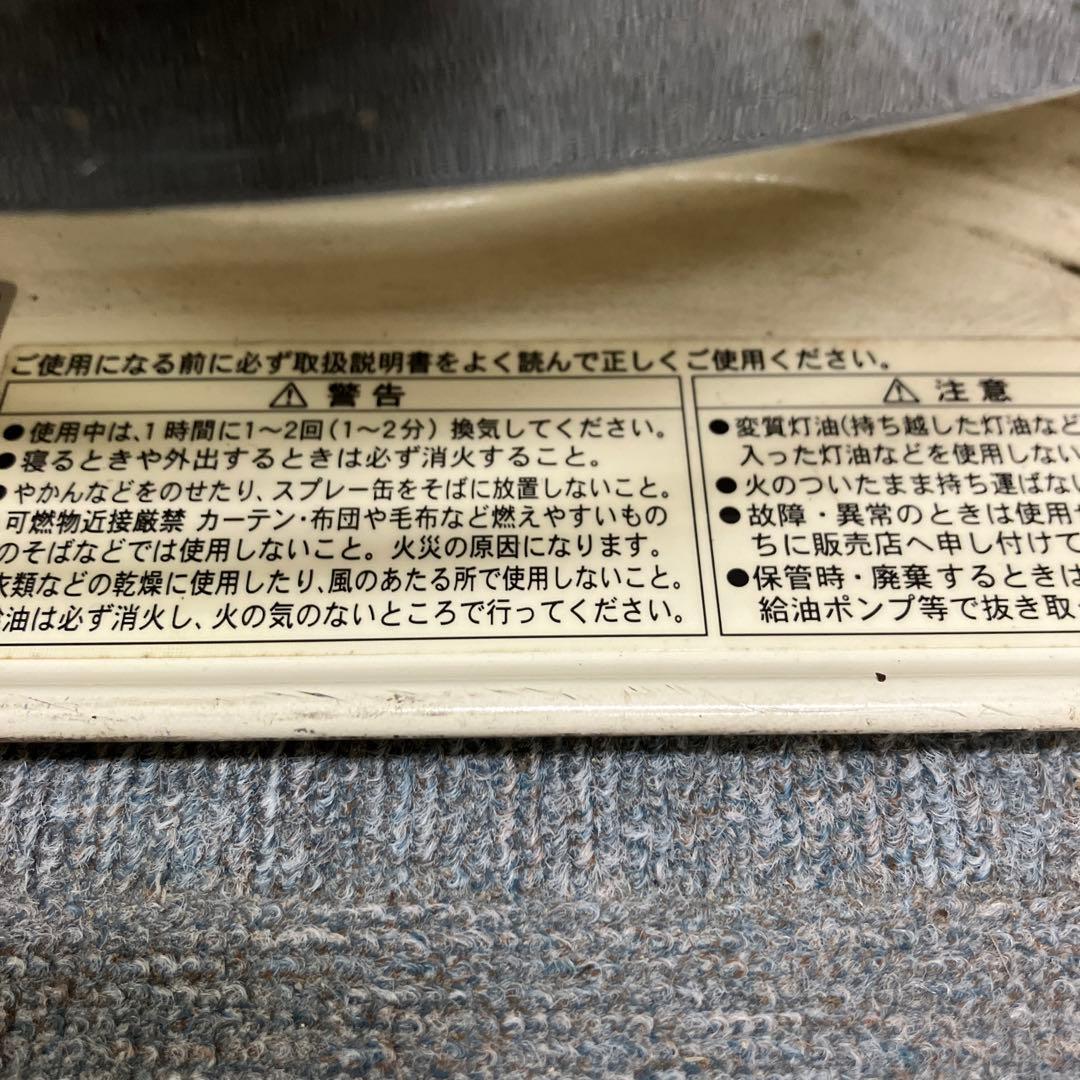 ご使用になる前に必ず取扱説明書をよく読んで正しくご使用ください。
⚠ 警告
●使用中は、1時間に1〜2回(1〜2分)換気してください。
●寝るときや外出するときは必ず消火すること。
●やかんなどをのせたり、スプレー缶をそばに放置しないこと。
可燃物近接厳禁 カーテン・布団や毛布など燃えやすいもの
のそばなどでは使用しないこと。火災の原因になります。
衣類などの乾燥に使用したり、風のあたる所で使用しないこと。
給油は必ず消火し、火の気のないところで行ってください。
⚠ 注意
●変質灯油(持ち越した灯油など
入った灯油などを使用しない
●火のついたまま持ち運ばない
●故障・異常のときは使用
ちに販売店へ申し付けて
●保管時・廃棄するときは
給油ポンプ等で抜き取